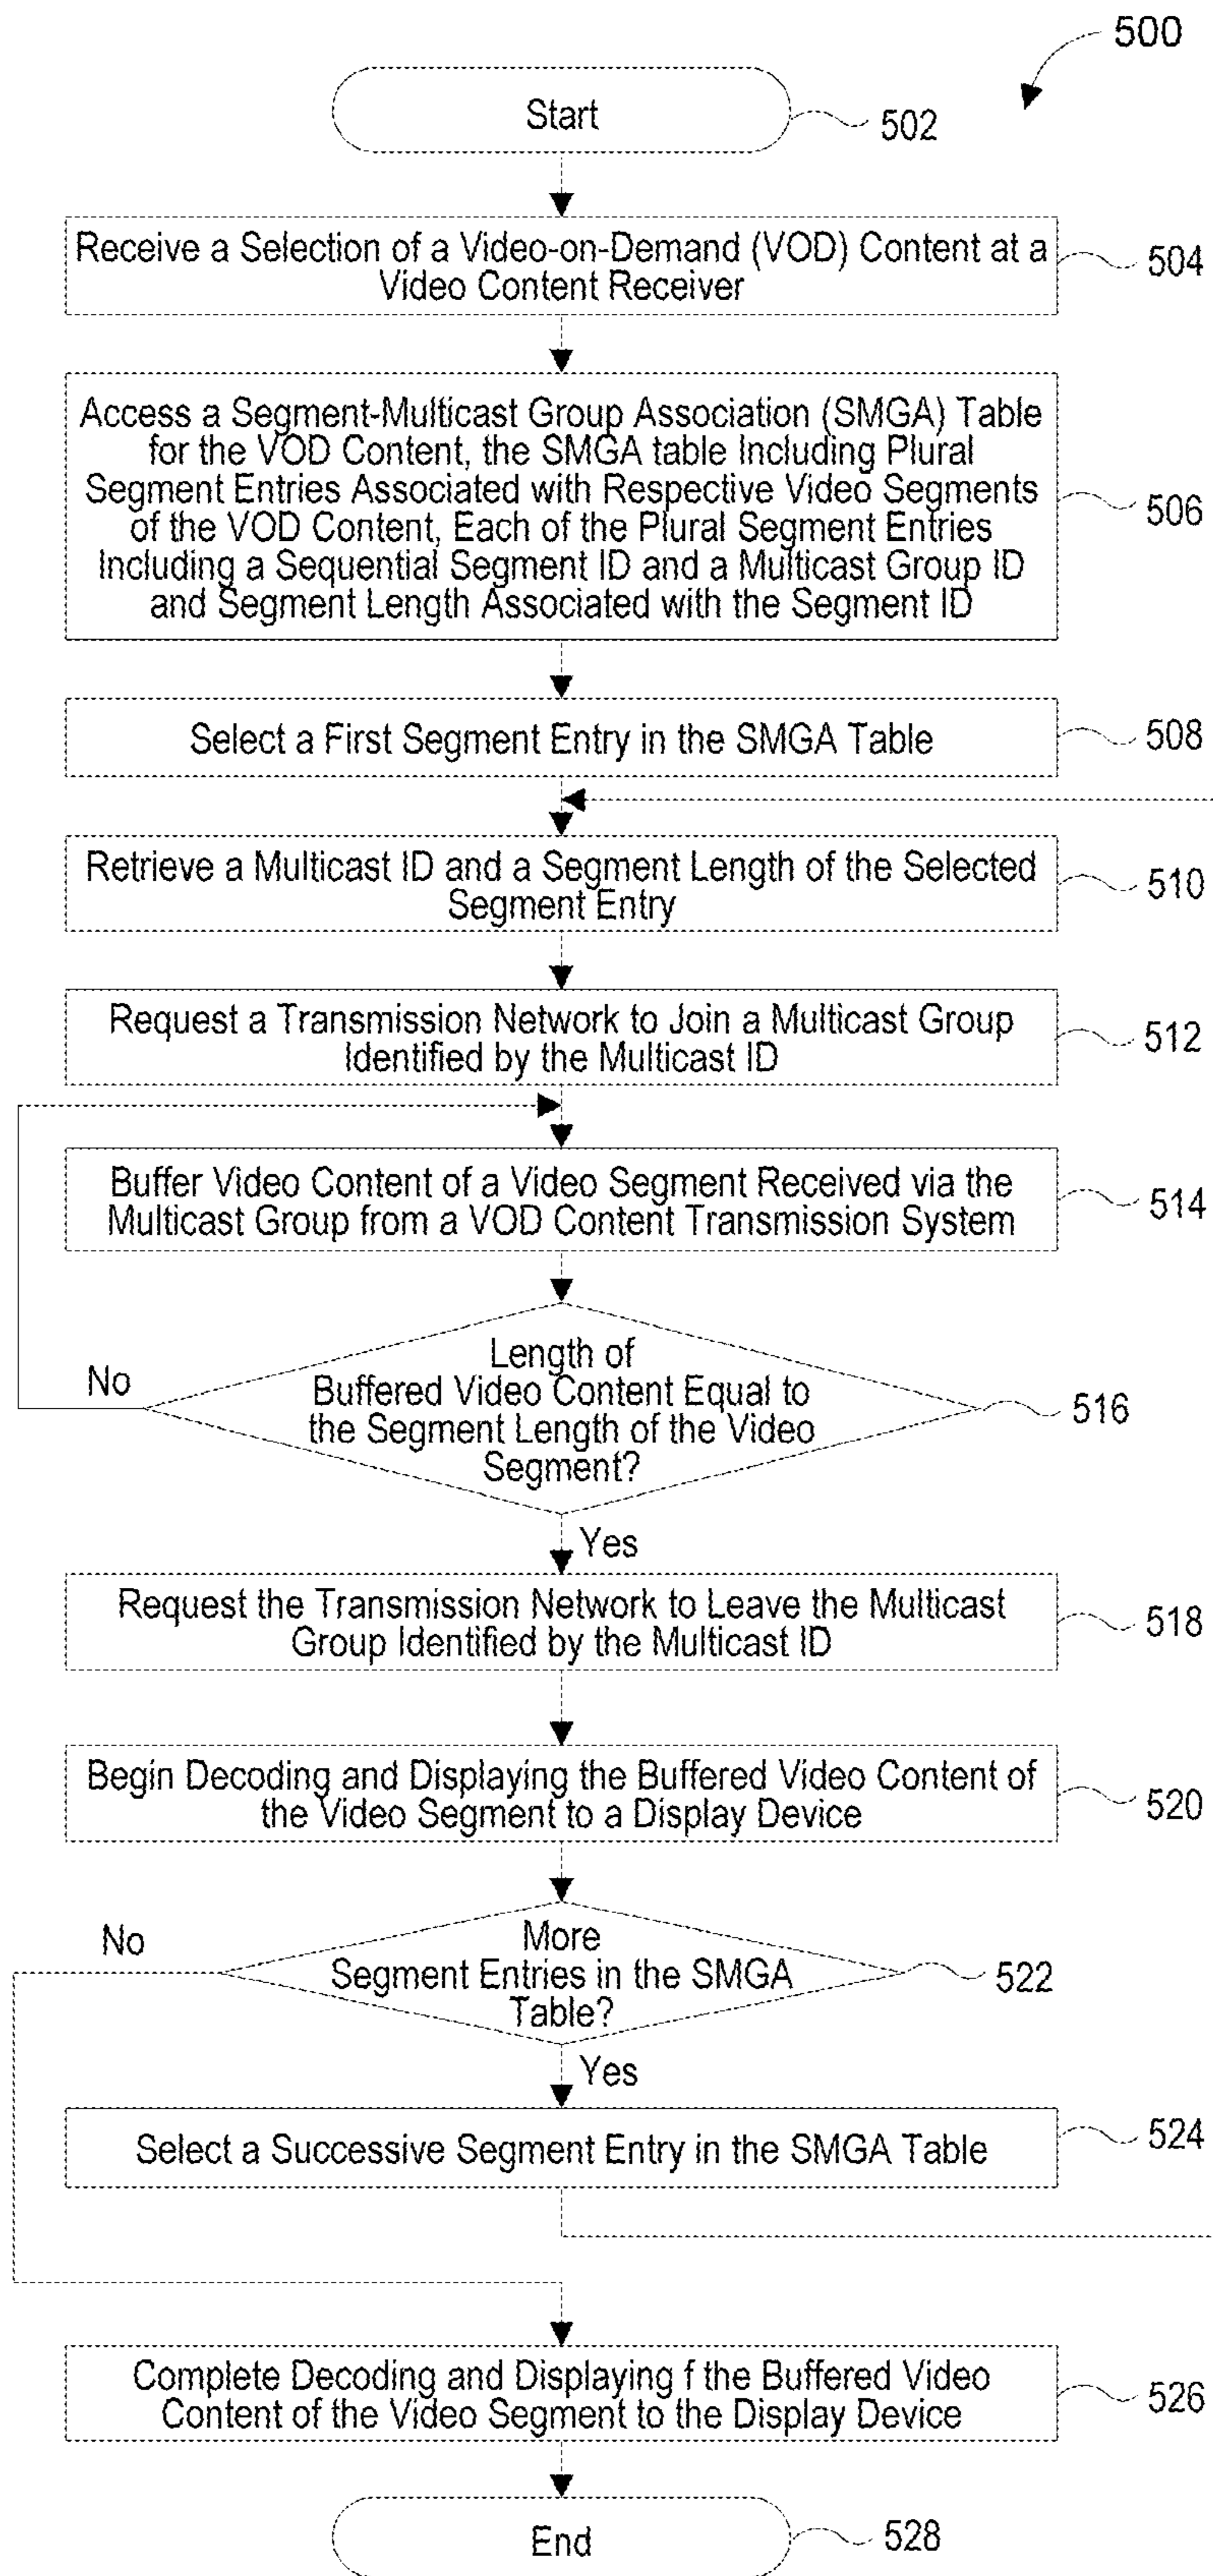 500
Start
502
Receive a Selection of a Video-on-Demand (VOD) Content at a
Video Content Receiver
504
Access a Segment-Multicast Group Association (SMGA) Table
for the VOD Content, the SMGA table Including Plural
Segment Entries Associated with Respective Video Segments
of the VOD Content, Each of the Plural Segment Entries
Including a Sequential Segment ID and a Multicast Group ID
and Segment Length Associated with the Segment ID
506
Select a First Segment Entry in the SMGA Table
508
Retrieve a Multicast ID and a Segment Length of the Selected
Segment Entry
510
Request a Transmission Network to Join a Multicast Group
Identified by the Multicast ID
512
Buffer Video Content of a Video Segment Received via the
Multicast Group from a VOD Content Transmission System
514
Length of
Buffered Video Content Equal to
the Segment Length of the Video
Segment?
No
516
Yes
Request the Transmission Network to Leave the Multicast
Group Identified by the Multicast ID
518
Begin Decoding and Displaying the Buffered Video Content of
the Video Segment to a Display Device
520
No
More
Segment Entries in the SMGA
Table?
522
Yes
Select a Successive Segment Entry in the SMGA Table
524
Complete Decoding and Displaying f the Buffered Video
Content of the Video Segment to the Display Device
526
End
528